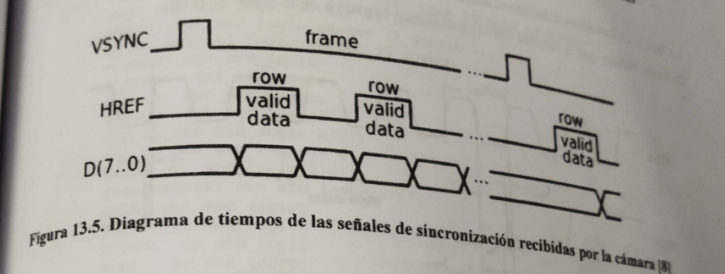 VSYNC
frame
...
row
row
HREF
valid
data
valid
data
...
row
valid
data
D(7..0)
...
Figura 13.5. Diagrama de tiempos de las señales de sincronización recibidas por la cámara [8]